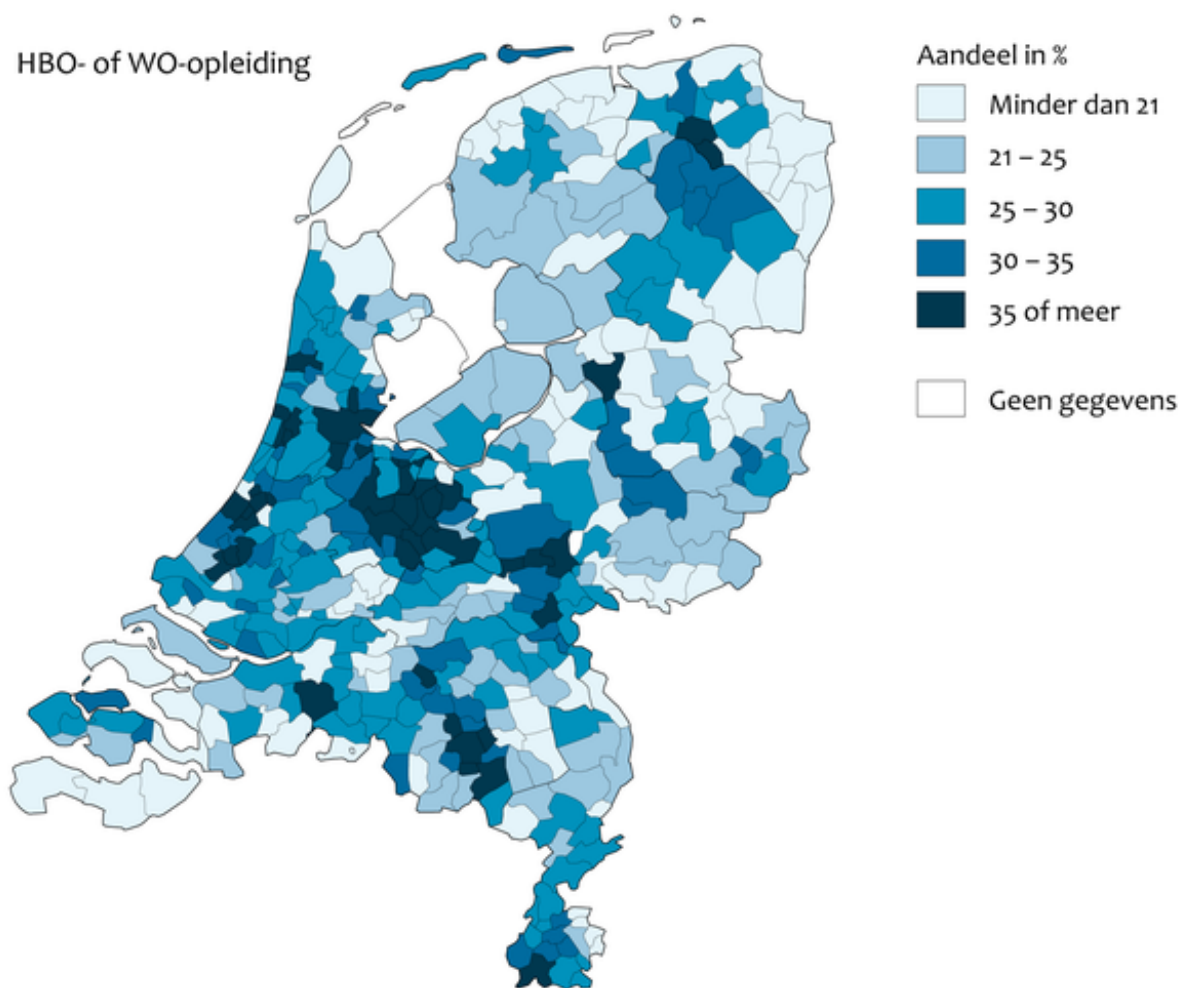 HBO- of WO-opleiding
Aandeel in %
Minder dan 21
21 – 25
25 – 30
30 – 35
35 of meer
Geen gegevens